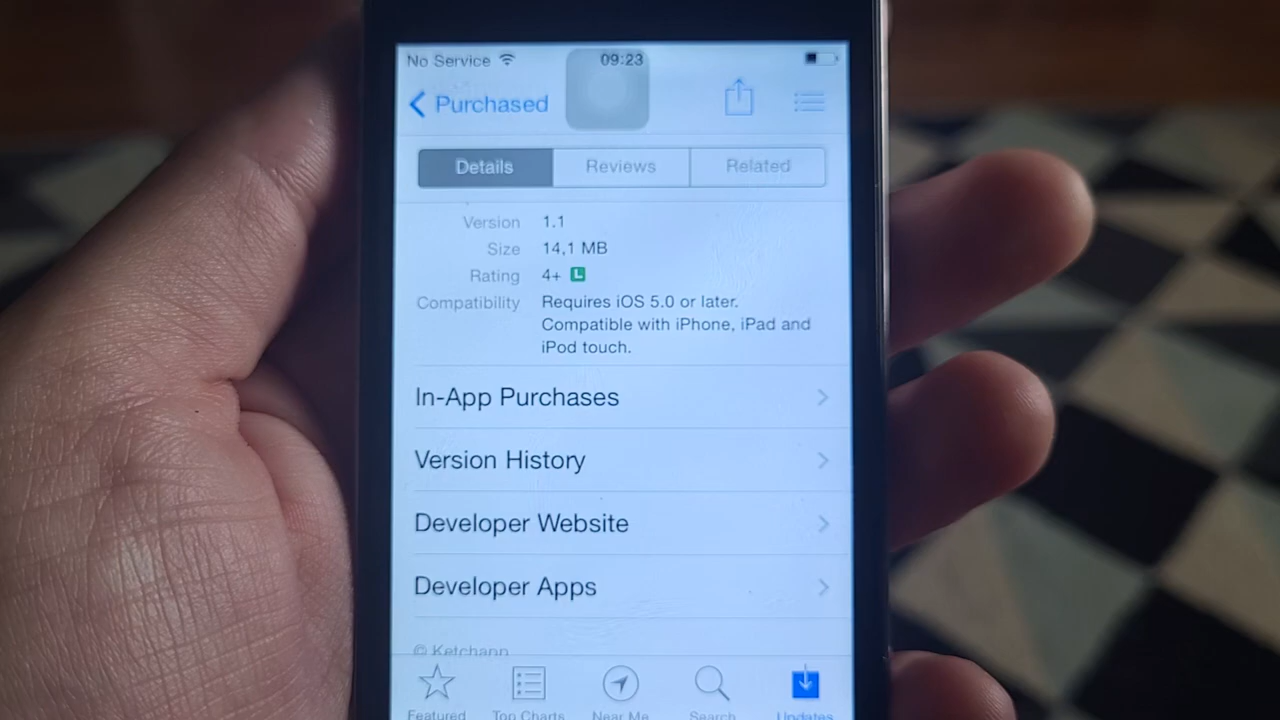 No Service 09:23
Purchased
Details Reviews Related
Version 1.1
Size 14,1 MB
Rating 4+ L
Compatibility Requires iOS 5.0 or later.
Compatible with iPhone, iPad and
iPod touch.
In-App Purchases
Version History
Developer Website
Developer Apps
© Ketchapp
Featured Top Charts Near Me Search Updates